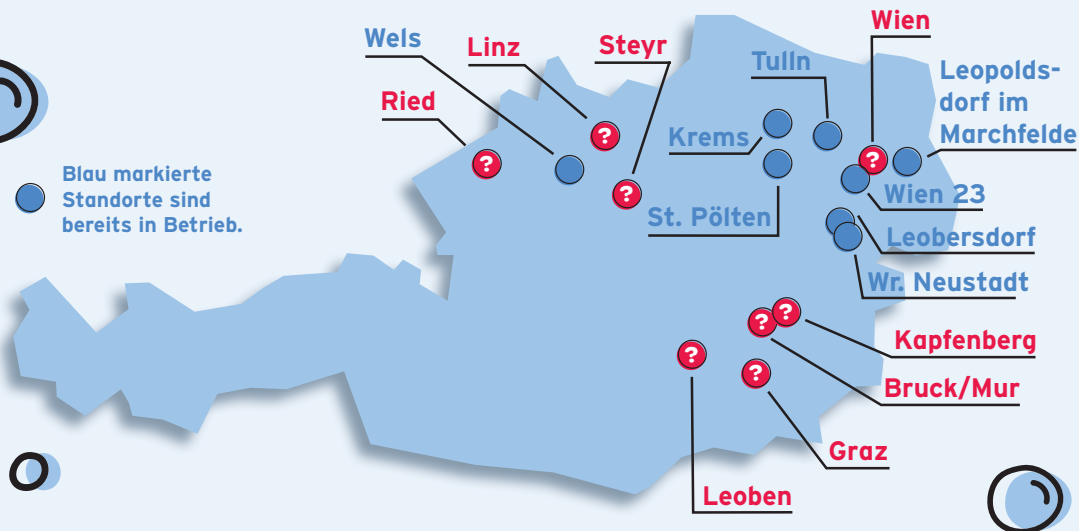 Wien
Wels
Linz
Steyr
Tulln
Leopolds-
dorf im
Marchfelde
Ried
Krems
?
?
?
?
Blau markierte
Standorte sind
bereits in Betrieb.
Wien 23
St. Pölten
Leobersdorf
Wr. Neustadt
?
?
Kapfenberg
?
?
Bruck/Mur
Graz
Leoben